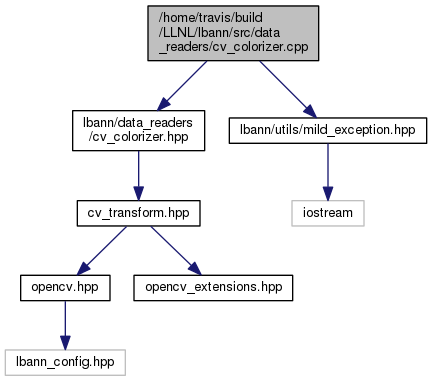 /home/travis/build
/LLNL/lbann/src/data
_readers/cv_colorizer.cpp
lbann/data_readers
/cv_colorizer.hpp
lbann/utils/mild_exception.hpp
cv_transform.hpp
iostream
opencv.hpp
opencv_extensions.hpp
lbann_config.hpp